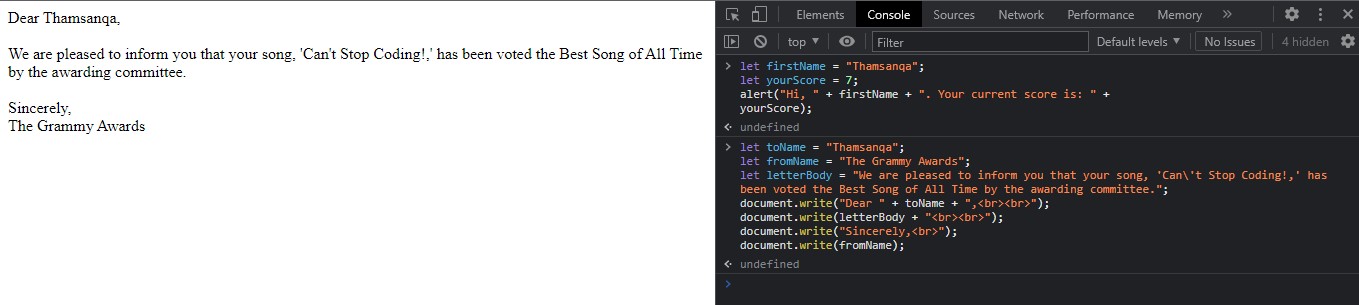 Dear Thamsanqa,
We are pleased to inform you that your song, 'Can't Stop Coding!,' has been voted the Best Song of All Time
by the awarding committee.
Sincerely,
The Grammy Awards
Elements Console Sources Network Performance Memory »
top ▼ Filter Default levels ▼ No Issues 4 hidden
> let firstName = "Thamsanqa";
let yourScore = 7;
alert("Hi, " + firstName + ". Your current score is: " +
yourScore);
undefined
> let toName = "Thamsanqa";
let fromName = "The Grammy Awards";
let letterBody = "We are pleased to inform you that your song, 'Can\'t Stop Coding!,' has
been voted the Best Song of All Time by the awarding committee.";
document.write("Dear " + toName + ",<br><br>");
document.write(letterBody + "<br><br>");
document.write("Sincerely,<br>");
document.write(fromName);
undefined
>